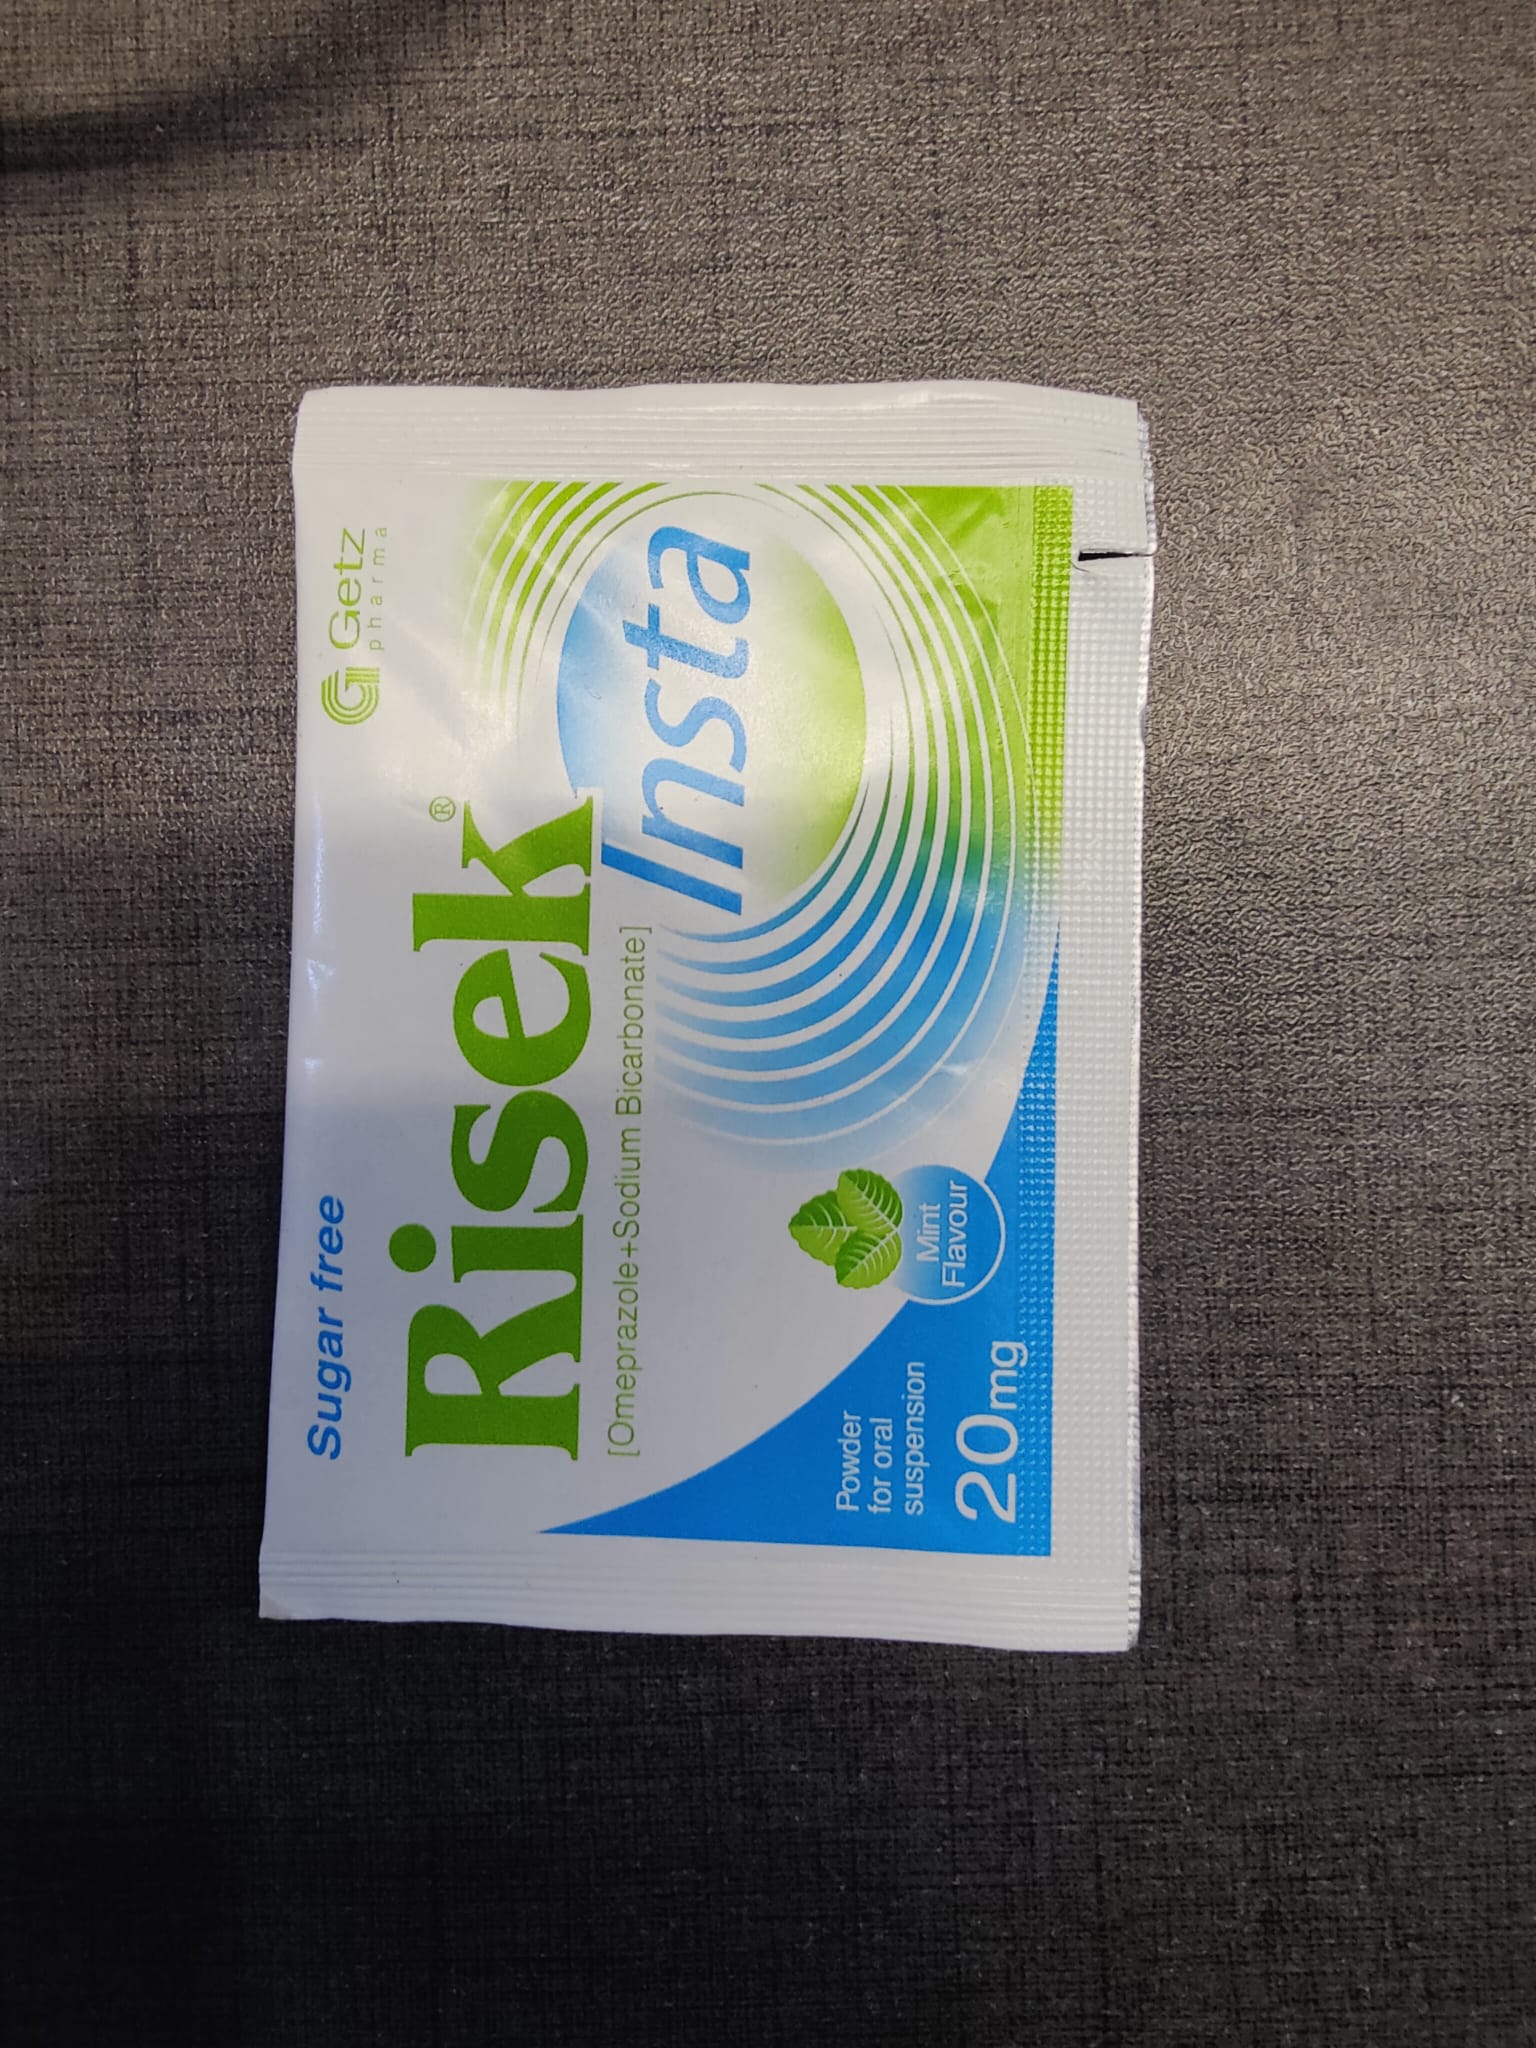 Sugar free
Getz
pharma
Risek®
[Omeprazole+Sodium Bicarbonate]
Insta
Mint
Flavour
Powder
for oral
suspension
20mg